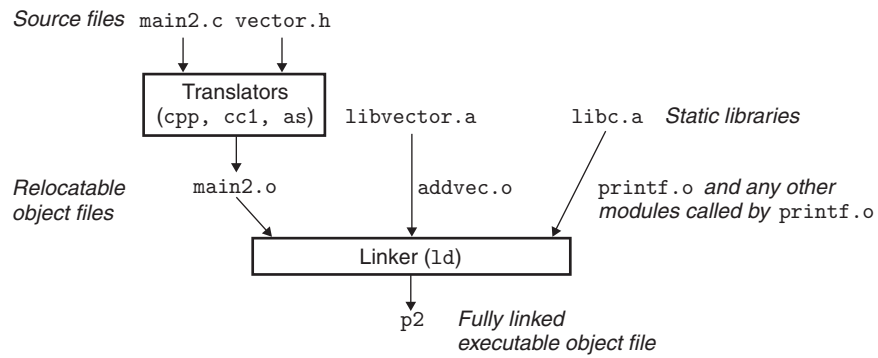 Source files main2.c vector.h
Translators
(cpp, cc1, as)
libvector.a libc.a Static libraries
Relocatable
object files
main2.o addvec.o
printf.o and any other
modules called by printf.o
Linker (ld)
p2
Fully linked
executable object file